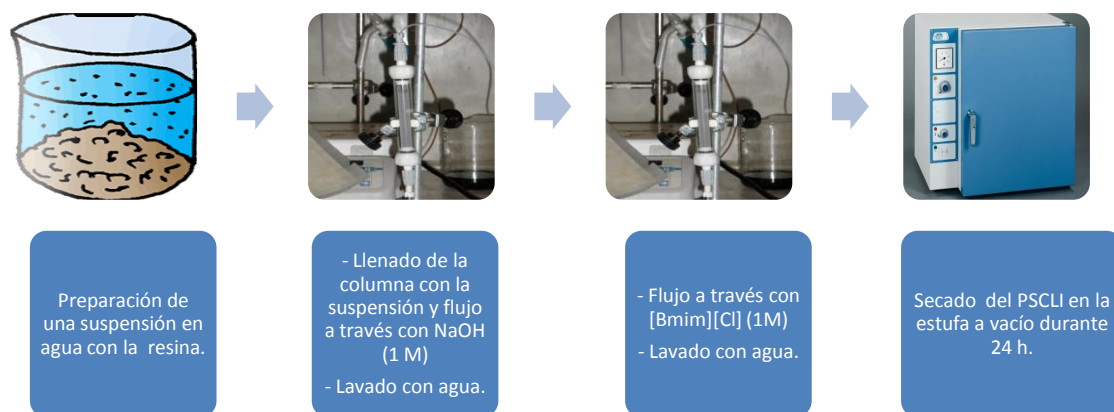 Preparación de
una suspensión en
agua con la resina.
- Llenado de la
columna con la
suspensión y flujo
a través con NaOH
(1 M)
- Lavado con agua.
- Flujo a través con
[Bmim][Cl] (1M)
- Lavado con agua.
Secado del PSCLI en la
estufa a vacío durante
24 h.